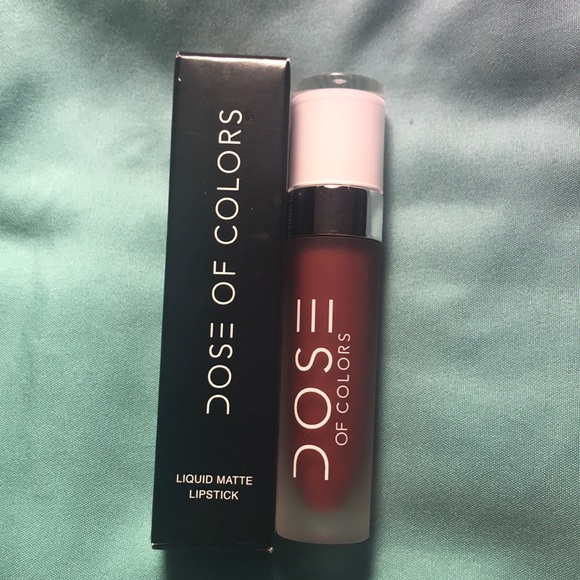 DOSE OF COLORS
LIQUID MATTE
LIPSTICK
DOSE
OF COLORS